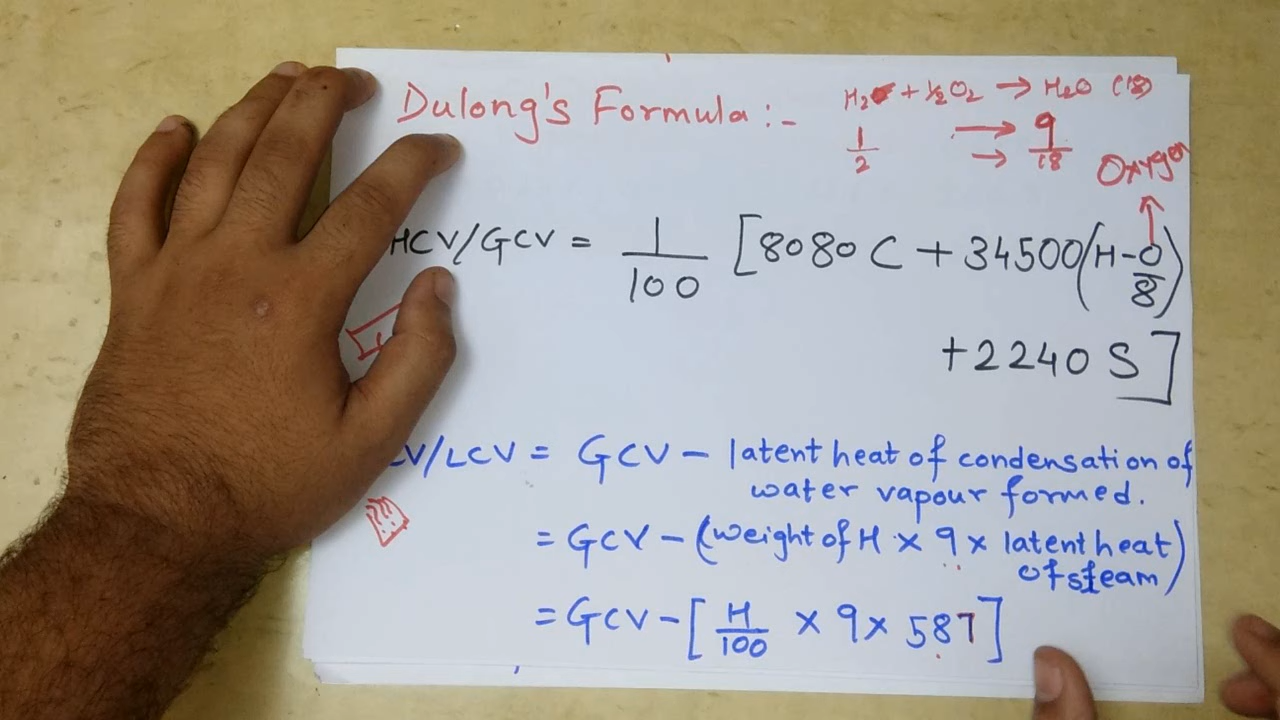 Dulong's Formula :-
H₂ + ½O₂ → H₂O (18)
1/2 → → 9/18
Oxygen
HCV/GCV = 1/100 [8080 C + 34500 (H - O/8)
+ 2240 S]
V/LCV = GCV - latent heat of condensation of
water vapour formed.
= GCV - (weight of H × 9 × latent heat
of steam)
= GCV - [H/100 × 9 × 587]